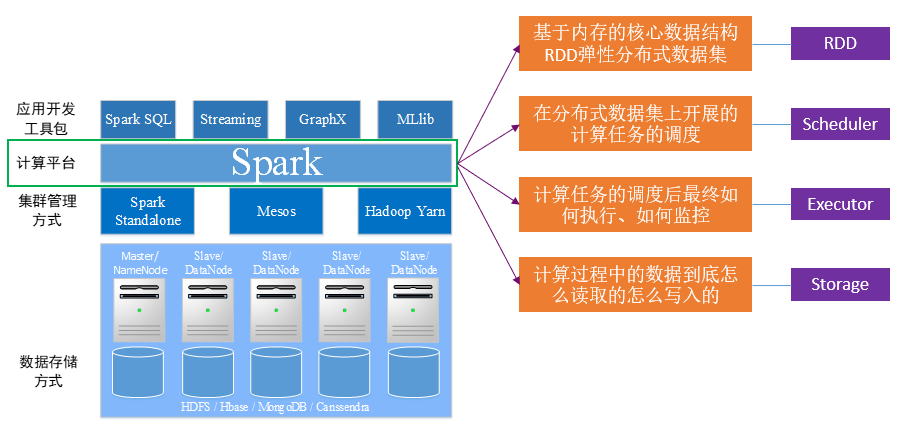 应用开发
工具包
Spark SQL
Streaming
GraphX
MLlib
计算平台
Spark
集群管理
方式
Spark
Standalone
Mesos
Hadoop Yarn
Master/
NameNode
Slave/
DataNode
Slave/
DataNode
Slave/
DataNode
Slave/
DataNode
数据存储
方式
HDFS / Hbase / MongoDB / Canssendra
基于内存的核心数据结构
RDD弹性分布式数据集
RDD
在分布式数据集上开展的
计算任务的调度
Scheduler
计算任务的调度后最终如
何执行、如何监控
Executor
计算过程中的数据到底怎
么读取的怎么写入的
Storage